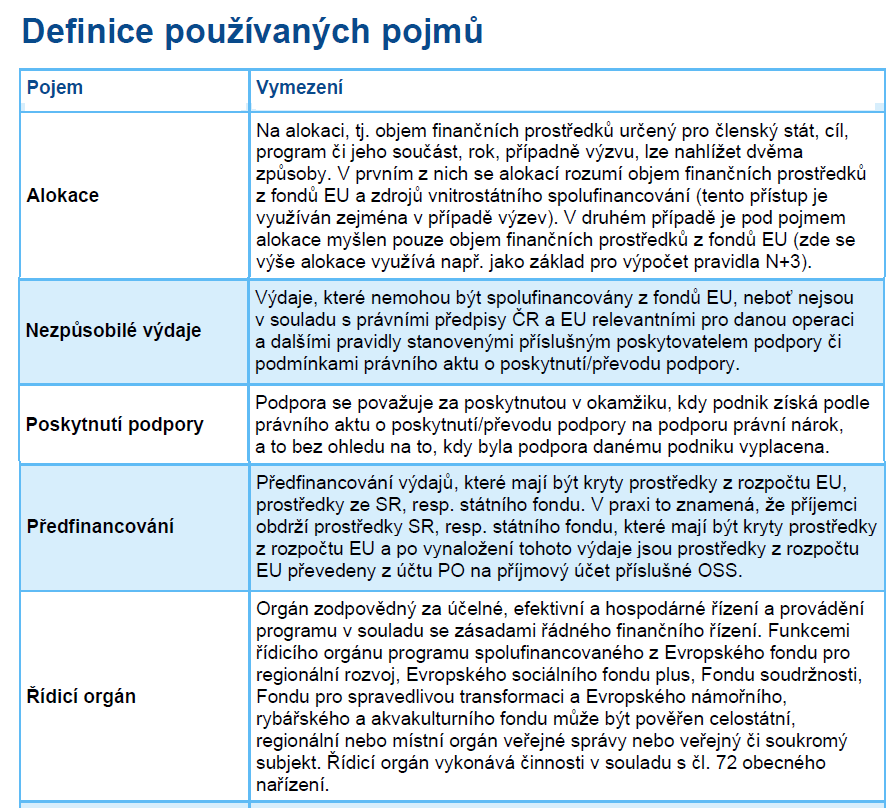 Definice používaných pojmů
Pojem
Vymezení
Alokace
Na alokaci, tj. objem finančních prostředků určený pro členský stát, cíl,
program či jeho součást, rok, případně výzvu, lze nahlížet dvěma
způsoby. V prvním z nich se alokací rozumí objem finančních prostředků
z fondů EU a zdrojů vnitrostátního spolufinancování (tento přístup je
využíván zejména v případě výzev). V druhém případě je pod pojmem
alokace myšlen pouze objem finančních prostředků z fondů EU (zde se
výše alokace využívá např. jako základ pro výpočet pravidla N+3).
Nezpůsobilé výdaje
Výdaje, které nemohou být spolufinancovány z fondů EU, neboť nejsou
v souladu s právními předpisy ČR a EU relevantními pro danou operaci
a dalšími pravidly stanovenými příslušným poskytovatelem podpory či
podmínkami právního aktu o poskytnutí/převodu podpory.
Poskytnutí podpory
Podpora se považuje za poskytnutou v okamžiku, kdy podnik získá podle
právního aktu o poskytnutí/převodu podpory na podporu právní nárok,
a to bez ohledu na to, kdy byla podpora danému podniku vyplacena.
Předfinancování
Předfinancování výdajů, které mají být kryty prostředky z rozpočtu EU,
prostředky ze SR, resp. státního fondu. V praxi to znamená, že příjemci
obdrží prostředky SR, resp. státního fondu, které mají být kryty prostředky
z rozpočtu EU a po vynaložení tohoto výdaje jsou prostředky z rozpočtu
EU převedeny z účtu PO na příjmový účet příslušné OSS.
Řídicí orgán
Orgán zodpovědný za účelné, efektivní a hospodárné řízení a provádění
programu v souladu se zásadami řádného finančního řízení. Funkcemi
řídicího orgánu programu spolufinancovaného z Evropského fondu pro
regionální rozvoj, Evropského sociálního fondu plus, Fondu soudržnosti,
Fondu pro spravedlivou transformaci a Evropského námořního,
rybářského a akvakulturního fondu může být pověřen celostátní,
regionální nebo místní orgán veřejné správy nebo veřejný či soukromý
subjekt. Řídicí orgán vykonává činnosti v souladu s čl. 72 obecného
nařízení.